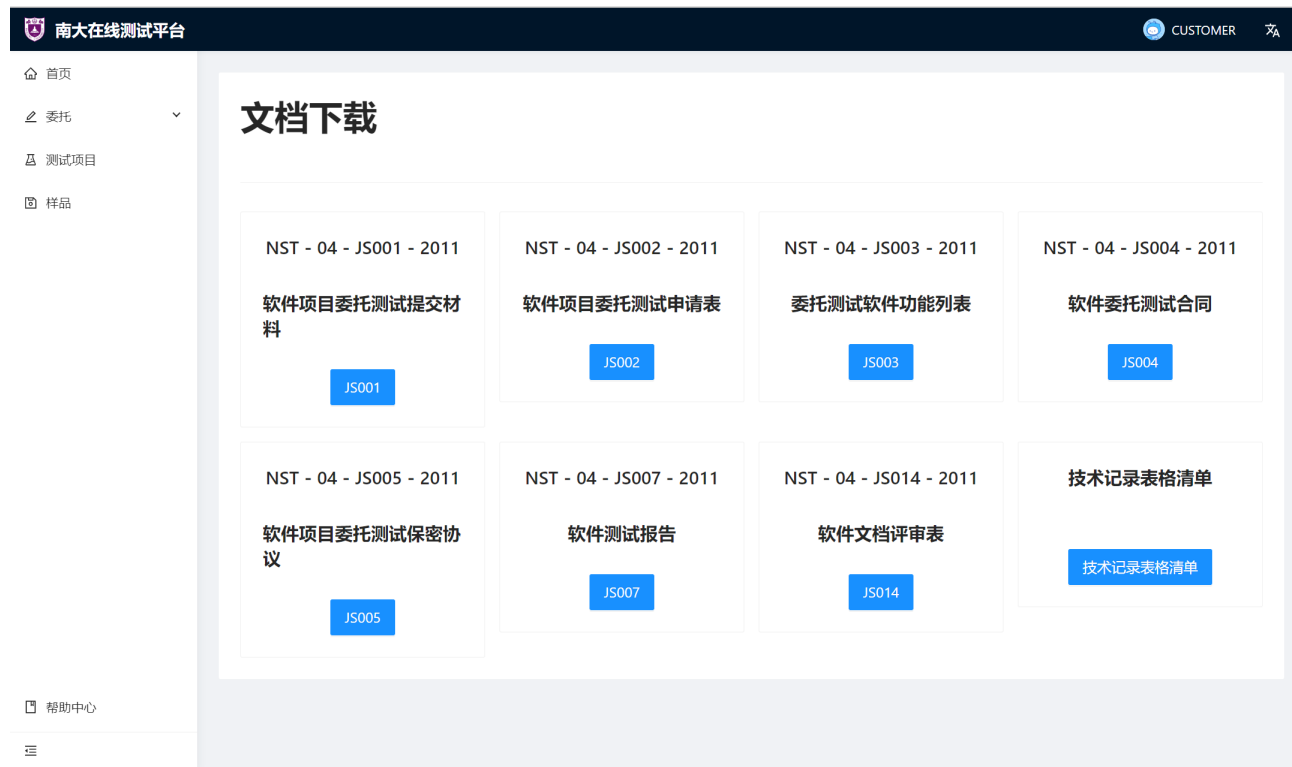 南大在线测试平台
CUSTOMER
首页
委托
测试项目
样品
帮助中心
文档下载
NST - 04 - JS001 - 2011
软件项目委托测试提交材
料
JS001
NST - 04 - JS002 - 2011
软件项目委托测试申请表
JS002
NST - 04 - JS003 - 2011
委托测试软件功能列表
JS003
NST - 04 - JS004 - 2011
软件委托测试合同
JS004
NST - 04 - JS005 - 2011
软件项目委托测试保密协
议
JS005
NST - 04 - JS007 - 2011
软件测试报告
JS007
NST - 04 - JS014 - 2011
软件文档评审表
JS014
技术记录表格清单
技术记录表格清单